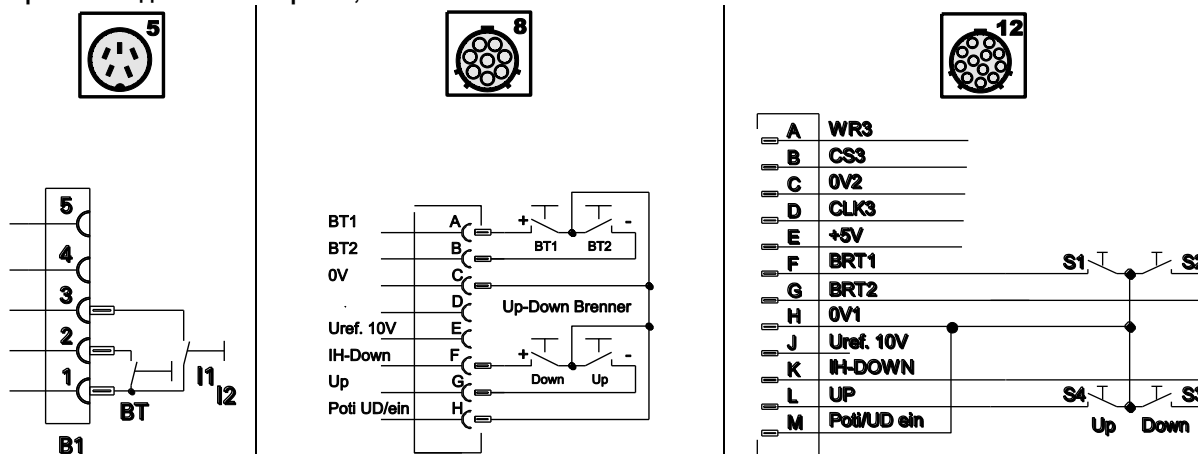 5
5
4
3
2
1
I1
I2
BT
B1
8
BT1
BT2
0V
Uref. 10V
IH-Down
Up
Poti UD/ein
A
B
C
D
E
F
G
H
+ BT1 BT2 -
Up-Down Brenner
+ Down Up -
12
A WR3
B CS3
C 0V2
D CLK3
E +5V
F BRT1
G BRT2
H 0V1
J Uref. 10V
K IH-DOWN
L UP
M Poti/UD ein
S1 S2
S4 S3
Up Down